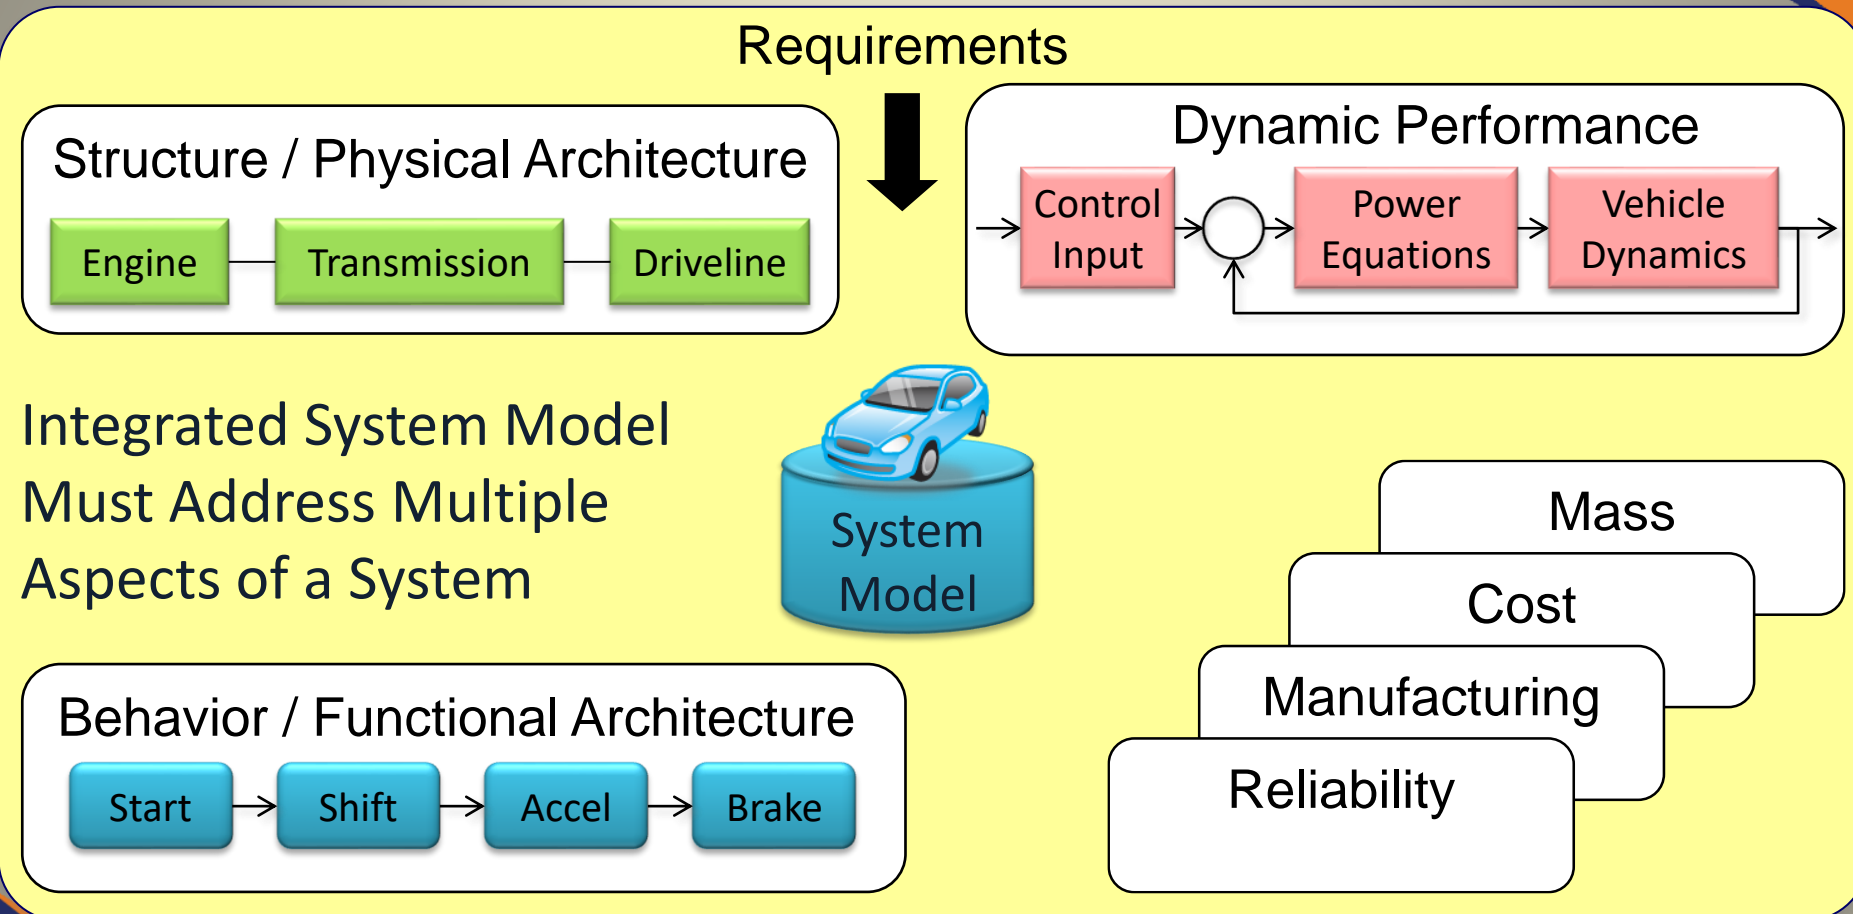 Requirements
Structure / Physical Architecture
Engine
Transmission
Driveline
Dynamic Performance
Control
Input
Power
Equations
Vehicle
Dynamics
Integrated System Model
Must Address Multiple
Aspects of a System
System
Model
Mass
Cost
Manufacturing
Reliability
Behavior / Functional Architecture
Start
Shift
Accel
Brake